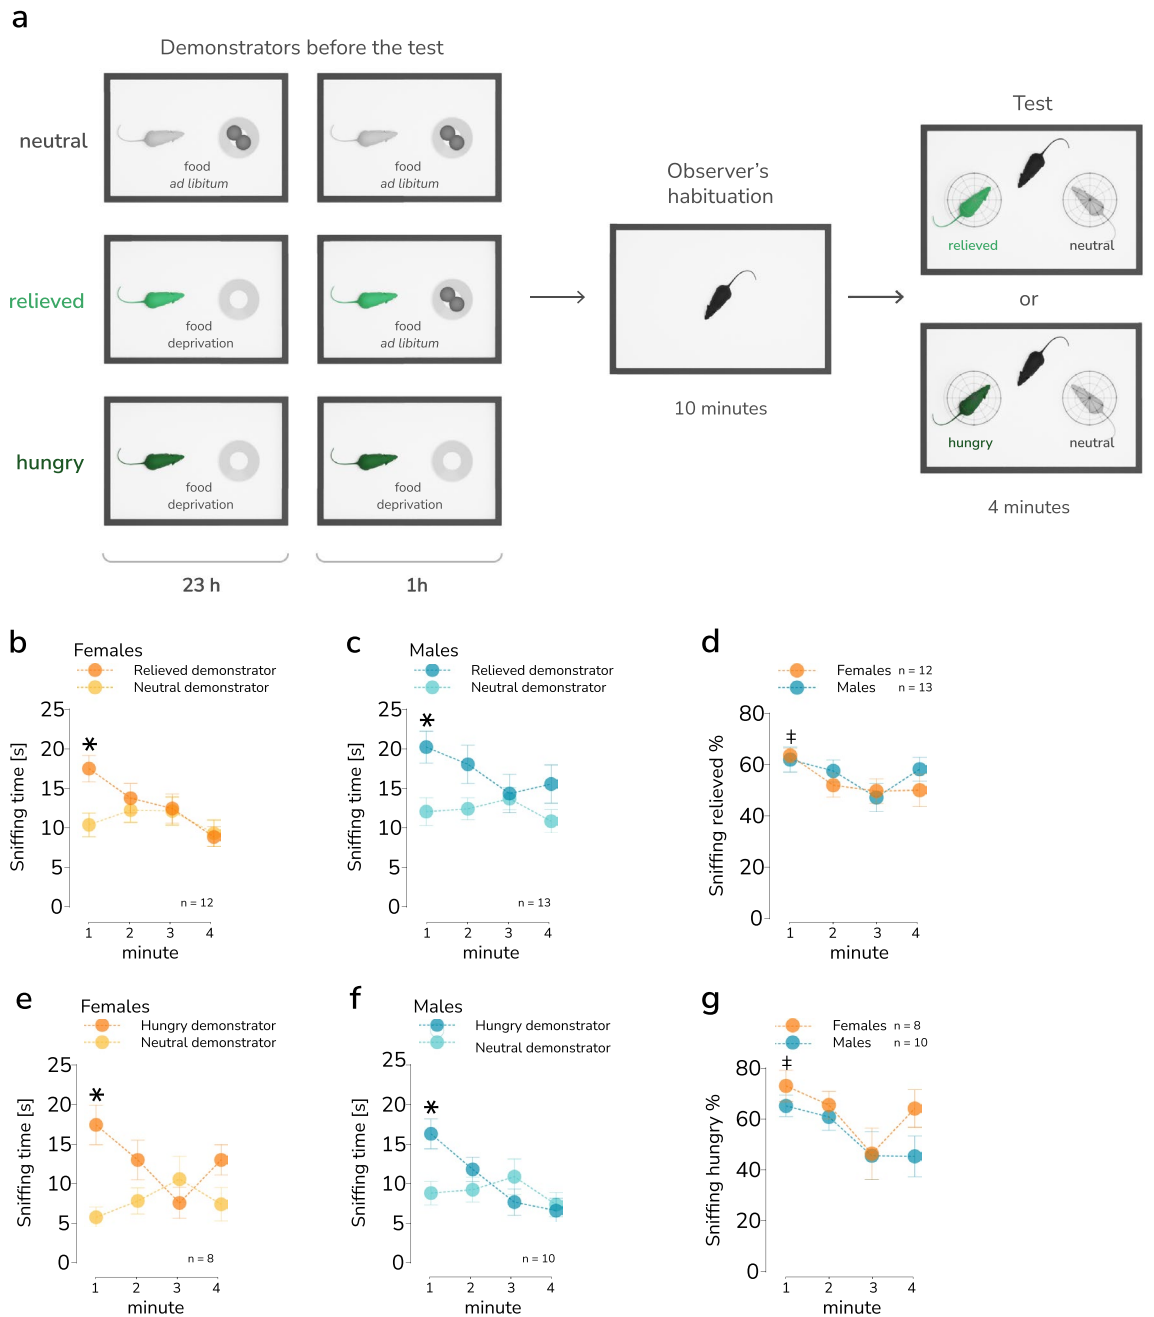 a
Demonstrators before the test
neutral
food
ad libitum
food
ad libitum
relieved
food
deprivation
food
ad libitum
hungry
food
deprivation
food
deprivation
23 h
1h
Observer's
habituation
10 minutes
Test
relieved
neutral
or
hungry
neutral
4 minutes
b
Females
Relieved demonstrator
Neutral demonstrator
Sniffing time [s]
25
20
15
10
5
0
*
n = 12
1 2 3 4
minute
c
Males
Relieved demonstrator
Neutral demonstrator
Sniffing time [s]
25
20
15
10
5
0
*
n = 13
1 2 3 4
minute
d
Females n = 12
Males n = 13
Sniffing relieved %
80
60
40
20
0
‡
1 2 3 4
minute
e
Females
Hungry demonstrator
Neutral demonstrator
Sniffing time [s]
25
20
15
10
5
0
*
n = 8
1 2 3 4
minute
f
Males
Hungry demonstrator
Neutral demonstrator
Sniffing time [s]
25
20
15
10
5
0
*
n = 10
1 2 3 4
minute
g
Females n = 8
Males n = 10
Sniffing hungry %
80
60
40
20
0
‡
1 2 3 4
minute